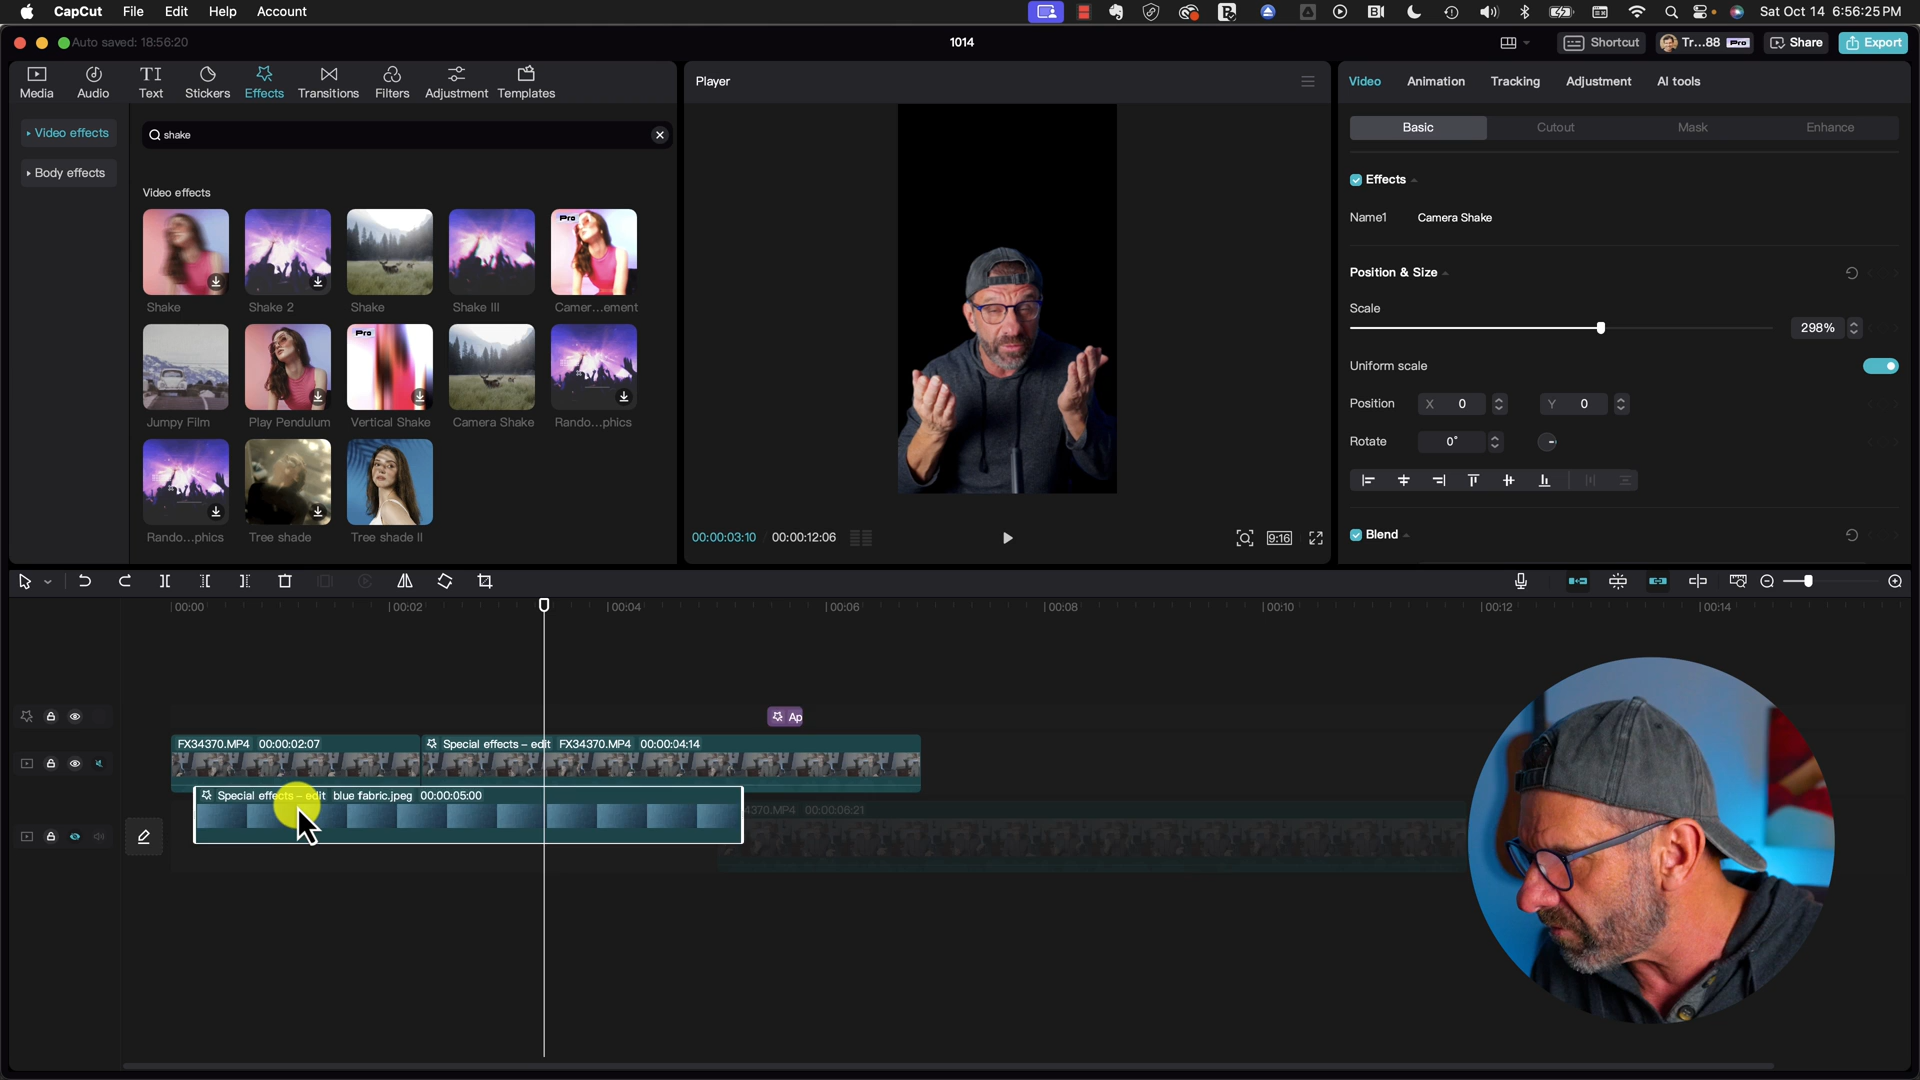 CapCut File Edit Help Account
Sat Oct 14 6:56:25 PM
Auto saved: 18:56:20
1014
Shortcut
Tr...88 Pro
Share
Export
Media
Audio
Text
Stickers
Effects
Transitions
Filters
Adjustment
Templates
Video effects
Body effects
shake
Video effects
Shake
Shake 2
Shake
Shake III
Pro
Camer...ement
Jumpy Film
Play Pendulum
Pro
Vertical Shake
Camera Shake
Rando...phics
Rando...phics
Tree shade
Tree shade II
Player
00:00:03:10
00:00:12:06
9:16
Video
Animation
Tracking
Adjustment
AI tools
Basic
Cutout
Mask
Enhance
Effects
Name1 Camera Shake
Position & Size
Scale
298%
Uniform scale
Position X 0 Y 0
Rotate 0°
Blend
00:00
00:02
00:04
00:06
00:08
00:10
00:12
00:14
Ap
FX34370.MP4 00:00:02:07
Special effects – edit FX34370.MP4 00:00:04:14
Special effects – edit blue fabric.jpeg 00:00:05:00
370.MP4 00:00:06:21